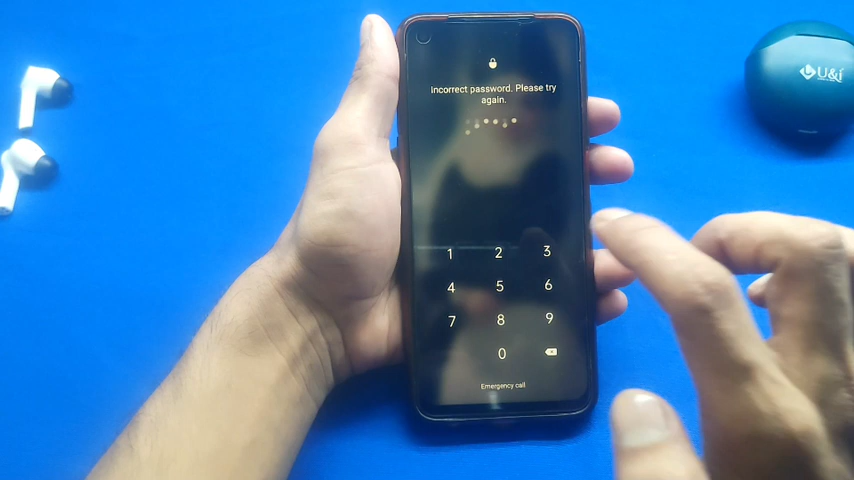 Incorrect password. Please try
again.
1 2 3
4 5 6
7 8 9
0
Emergency call
U&i